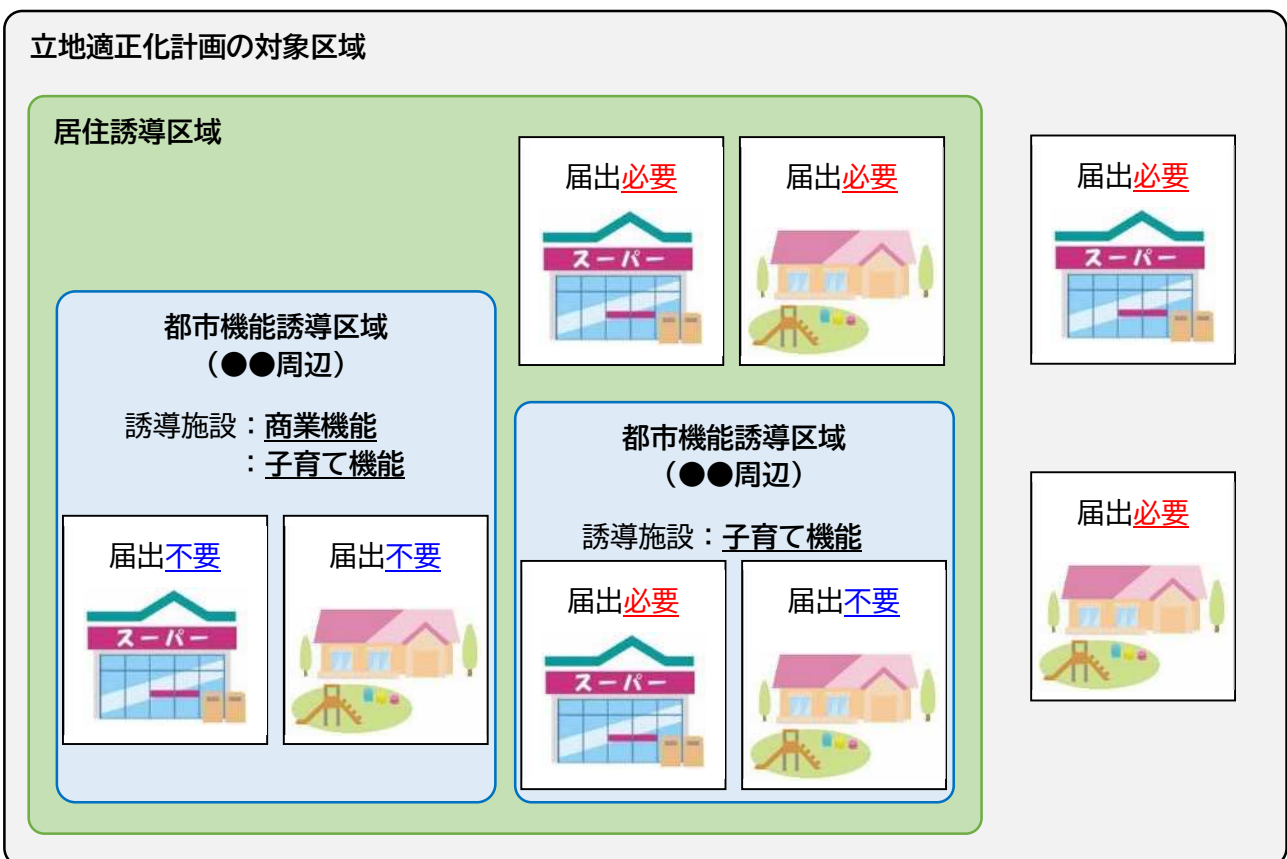 立地適正化計画の対象区域
居住誘導区域
届出必要
スーパー
届出必要
届出必要
スーパー
都市機能誘導区域
（●●周辺）
誘導施設：商業機能
：子育て機能
届出不要
スーパー
届出不要
都市機能誘導区域
（●●周辺）
誘導施設：子育て機能
届出必要
スーパー
届出不要
届出必要